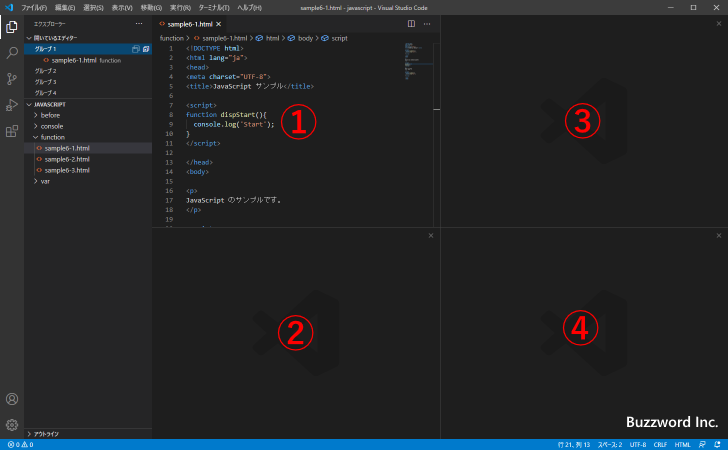 ファイル(F) 編集(E) 選択(S) 表示(V) 移動(G) 実行(R) ターミナル(T) ヘルプ(H) sample6-1.html - javascript - Visual Studio Code
エクスプローラー
開いているエディター
グループ 1
sample6-1.html function
グループ 2
グループ 3
グループ 4
JAVASCRIPT
before
console
function
sample6-1.html
sample6-2.html
sample6-3.html
var
アウトライン
sample6-1.html
function > sample6-1.html > html > body > script
1 <!DOCTYPE html>
2 <html lang="ja">
3 <head>
4 <meta charset="UTF-8">
5 <title>JavaScript サンプル</title>
6
7 <script>
8 function dispStart(){
9 console.log('Start');
10 }
11 </script>
12
13 </head>
14 <body>
15
16 <p>
17 JavaScript のサンプルです。
18 </p>
19
①
②
③
④
Buzzword Inc.
0 0 行 21, 列 13 スペース: 2 UTF-8 CRLF HTML